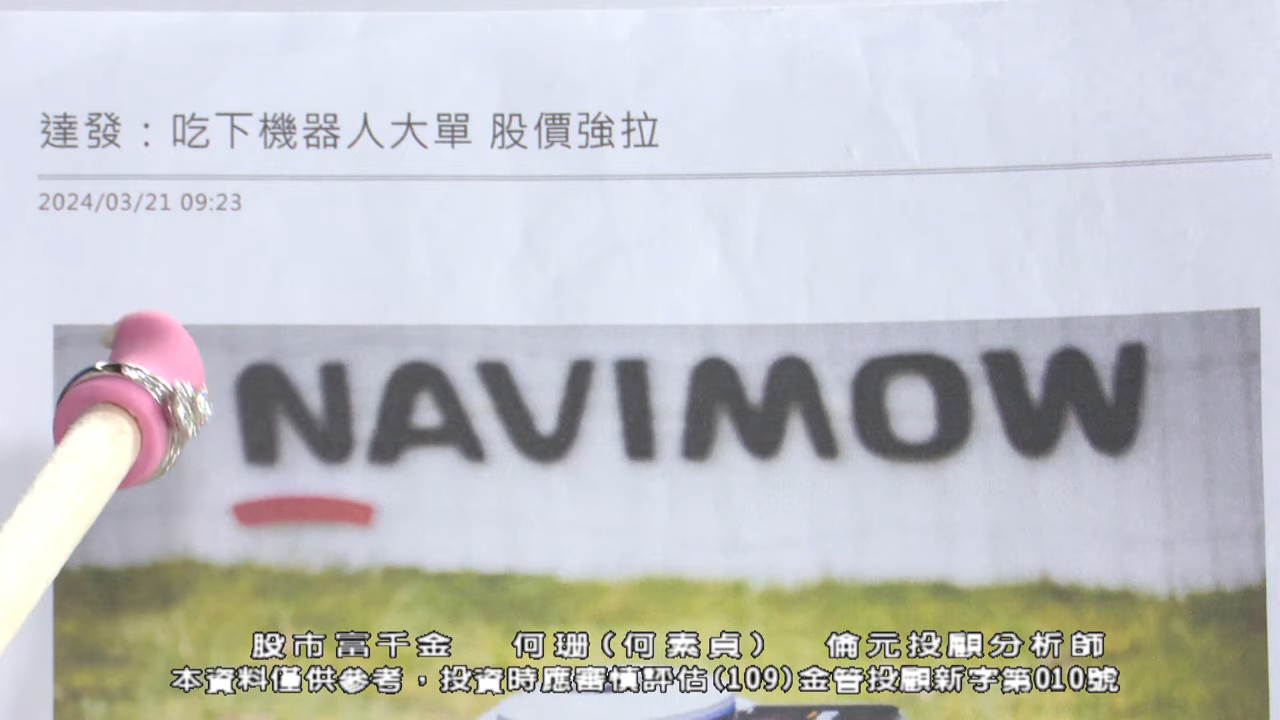 達發：吃下機器人大單 股價強拉
2024/03/21 09:23
NAVIMOW
股市富千金 何珊(何素貞) 倫元投顧分析師
本資料僅供參考，投資時應審慎評估(109)金管投顧新字第010號